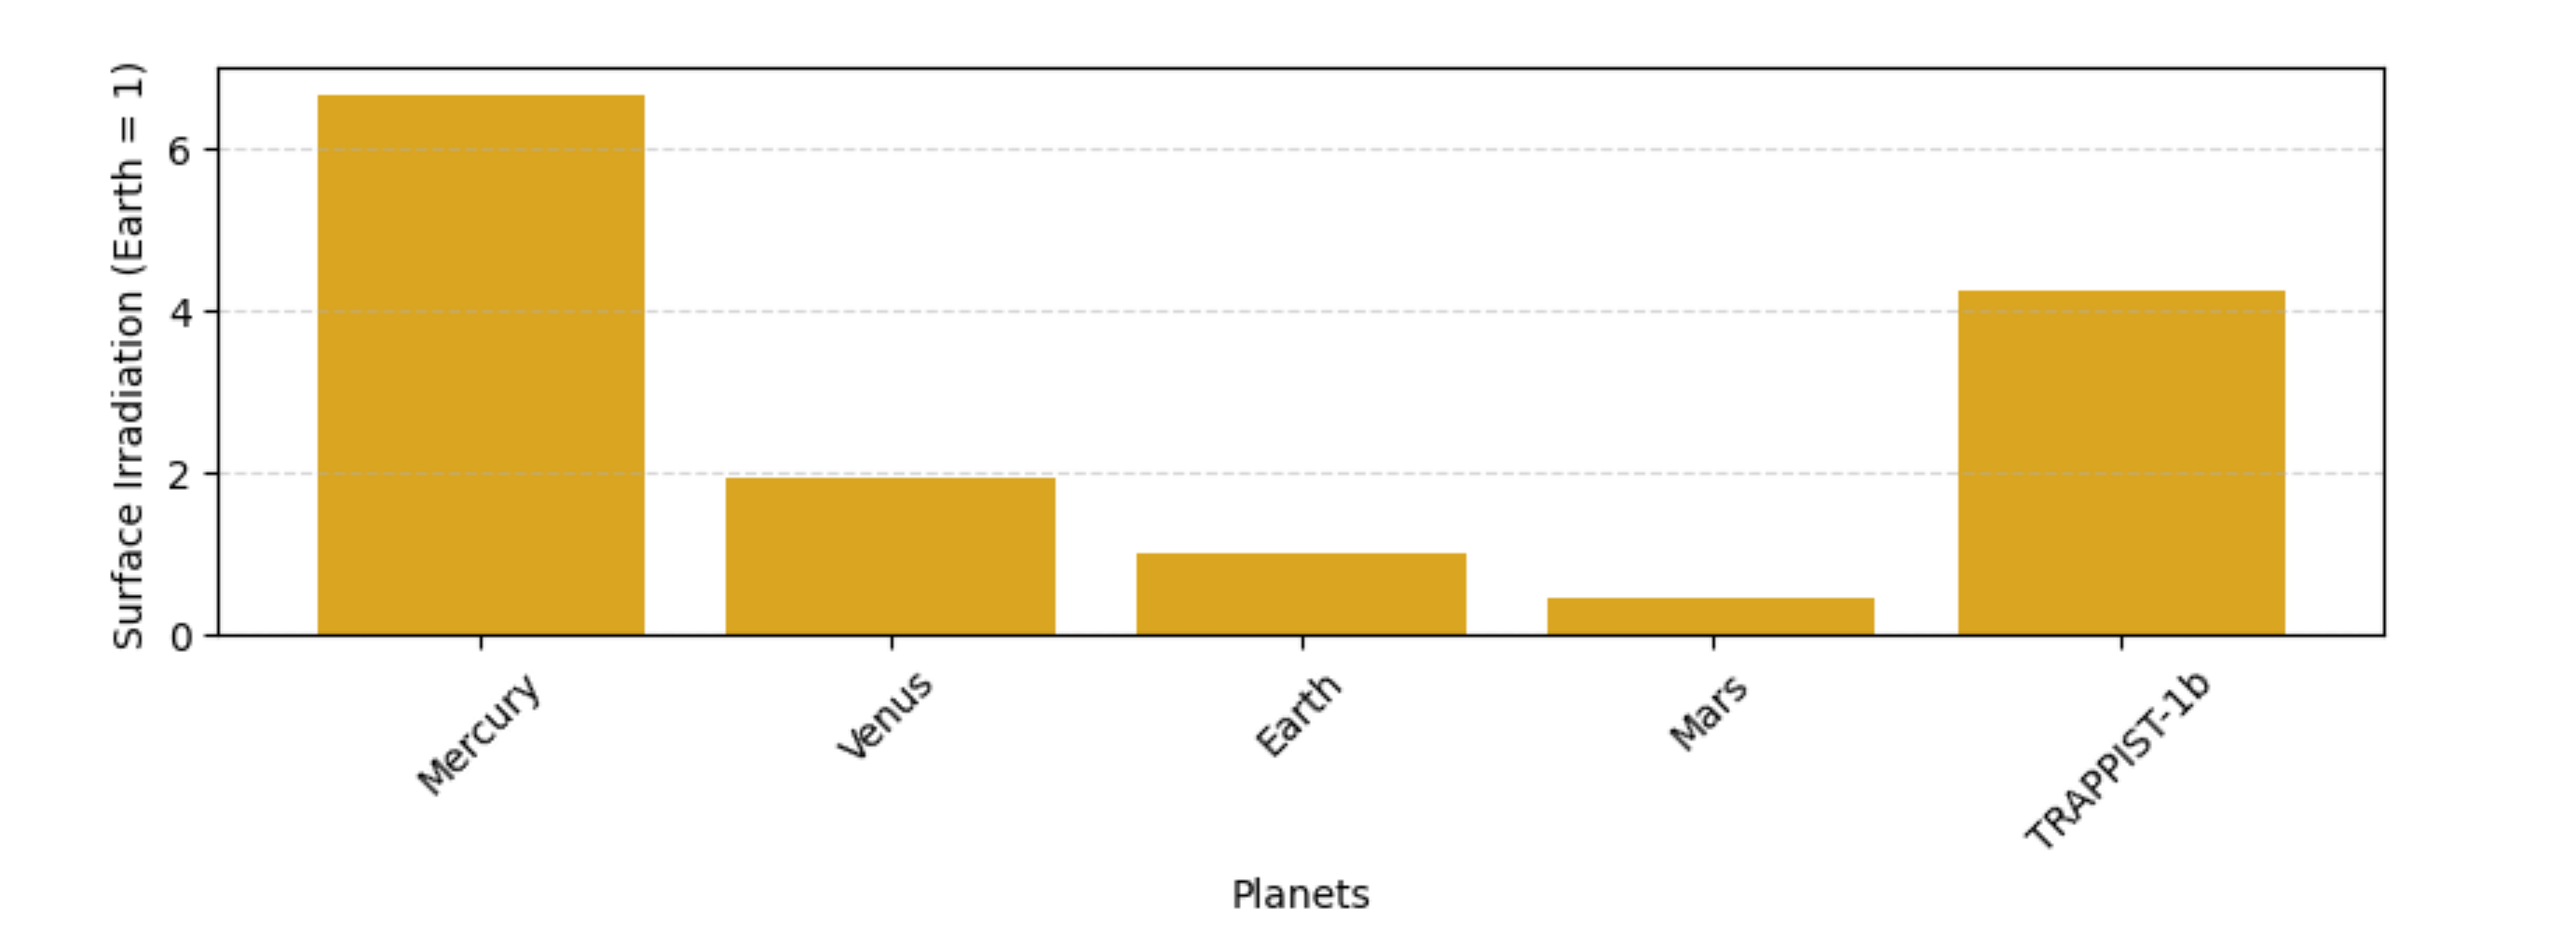 Surface Irradiation (Earth = 1)
6
4
2
0
Mercury
Venus
Earth
Mars
TRAPPIST-1b
Planets